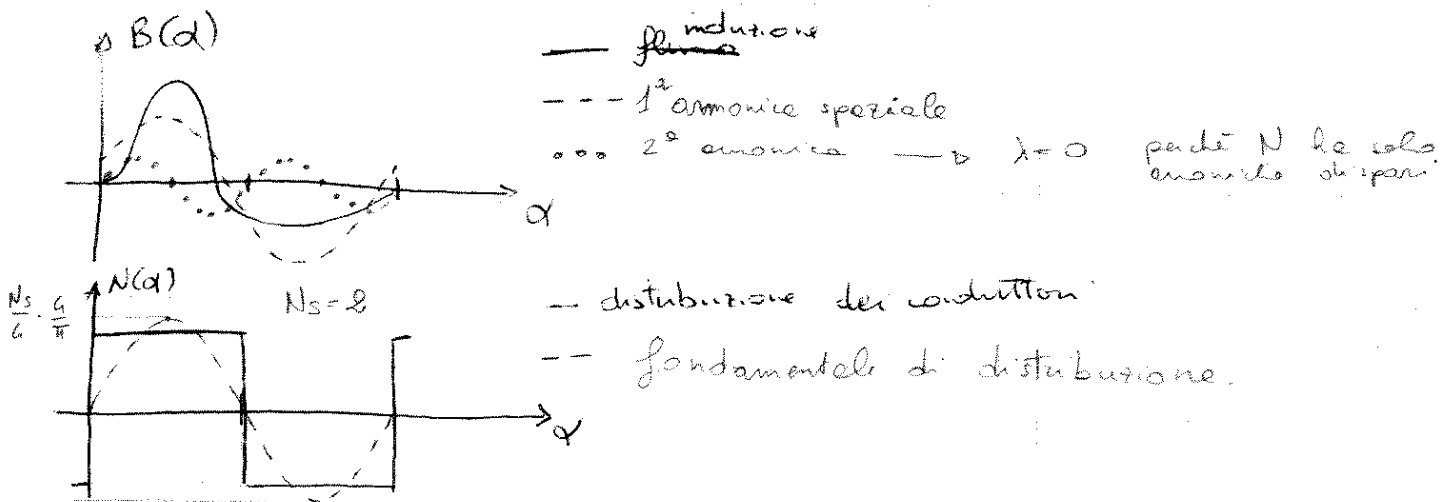 B(α)
induzione
flusso
1ª armonica spaziale
2ª armonica → λ=0 perché N ha solo
armoniche dispari.
α
N(α)
Ns=2
— distribuzione dei conduttori
-- fondamentale di distribuzione.
α